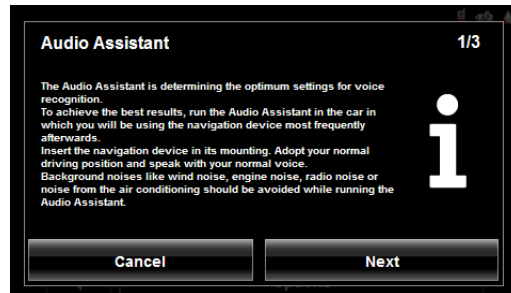 Audio Assistant
1/3
The Audio Assistant is determining the optimum settings for voice
recognition.
To achieve the best results, run the Audio Assistant in the car in
which you will be using the navigation device most frequently
afterwards.
Insert the navigation device in its mounting. Adopt your normal
driving position and speak with your normal voice.
Background noises like wind noise, engine noise, radio noise or
noise from the air conditioning should be avoided while running the
Audio Assistant.
Cancel
Next